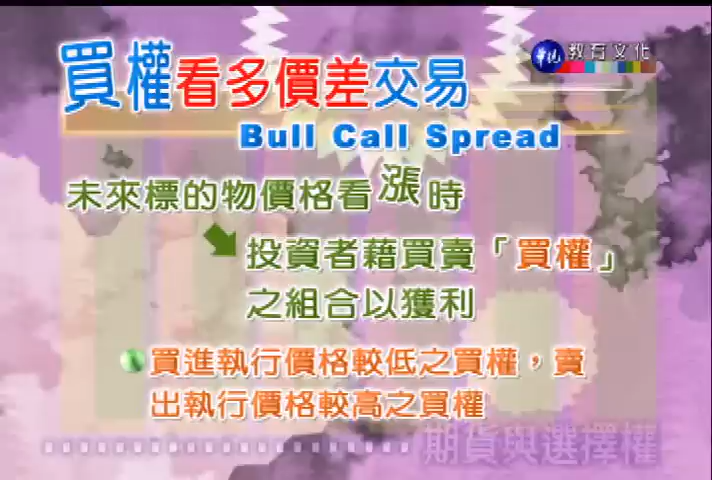 華視 教育文化
買權看多價差交易
Bull Call Spread
未來標的物價格看漲時
投資者藉買賣「買權」
之組合以獲利
買進執行價格較低之買權，賣
出執行價格較高之買權
期貨與選擇權